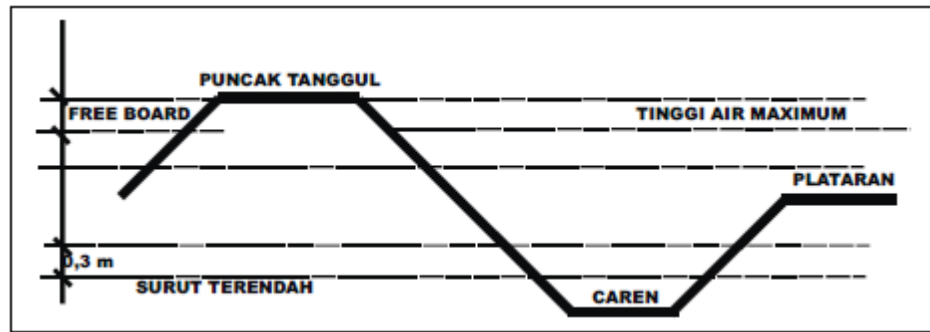 PUNCAK TANGGUL
FREE BOARD
TINGGI AIR MAXIMUM
PLATARAN
0,3 m
SURUT TERENDAH
CAREN